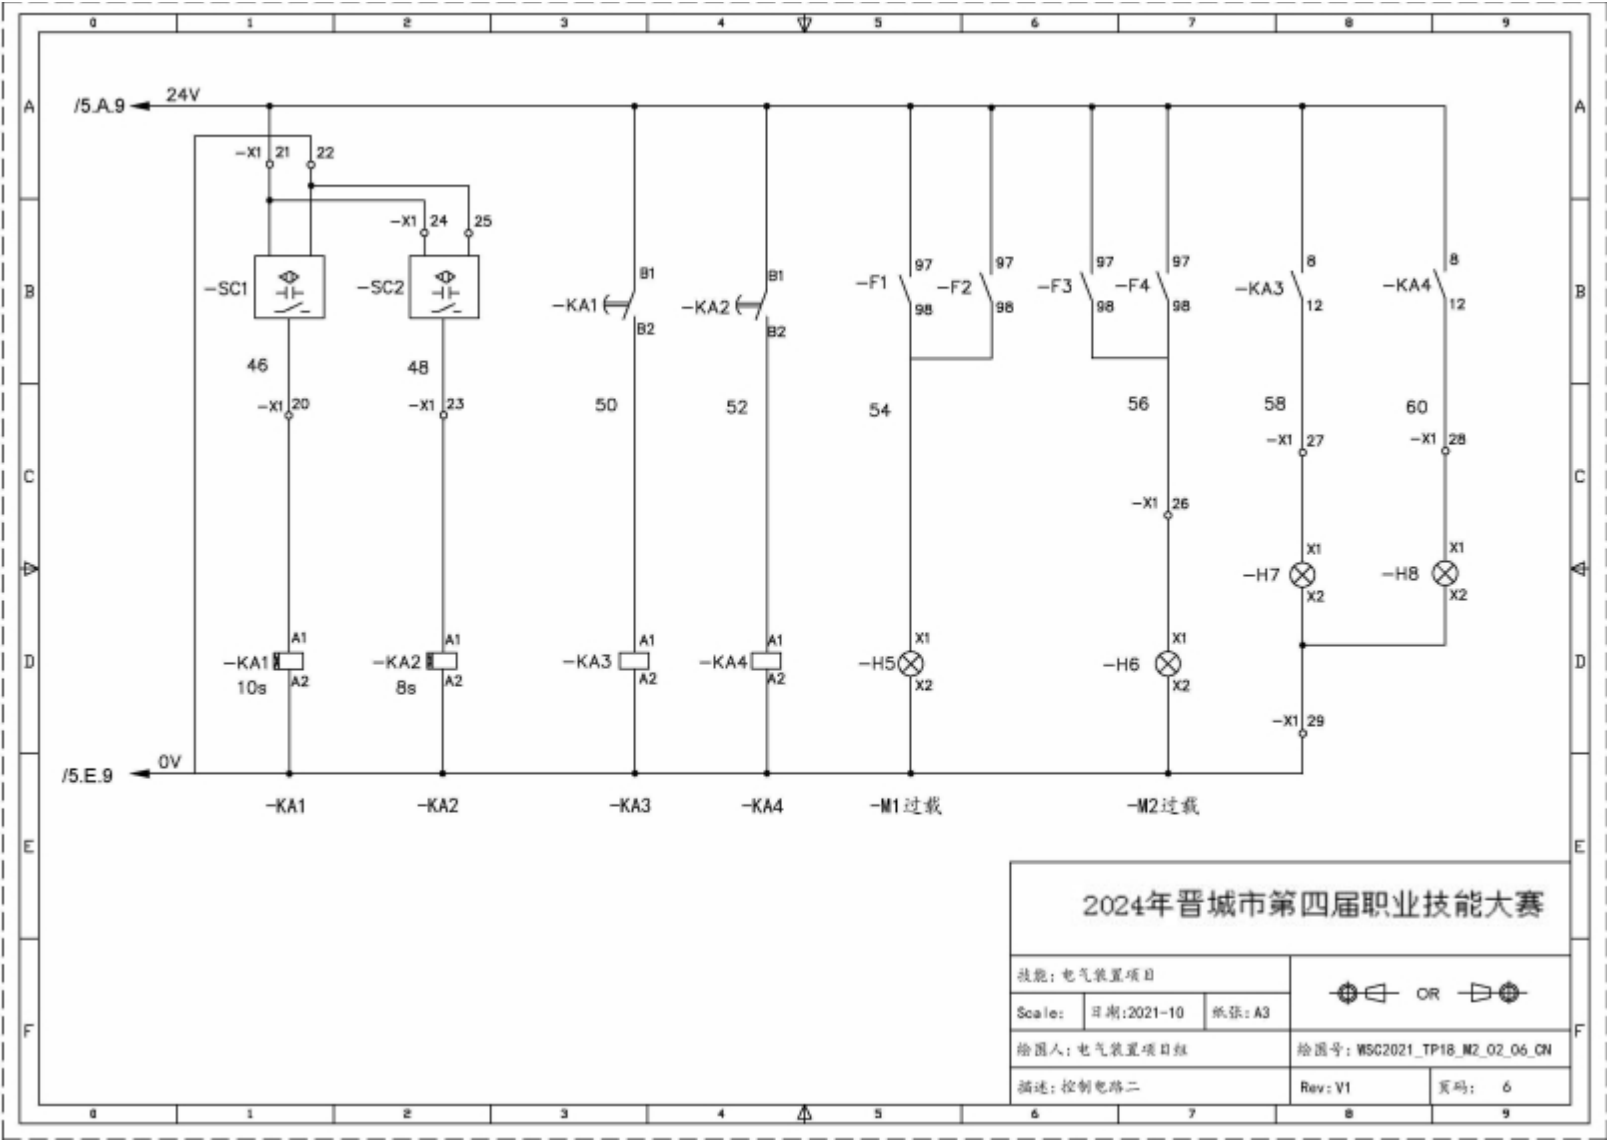 0 1 2 3 4 5 6 7 8 9
A A
/5.A.9 24V
-X1 21 22
-X1 24 25
B B
-SC1 -SC2
-KA1 B1 B2
-KA2 B1 B2
-F1 97 98
-F2 97 98
-F3 97 98
-F4 97 98
-KA3 8 12
-KA4 8 12
46 48 50 52 54 56 58 60
-X1 20
-X1 23
-X1 27
-X1 28
C C
-X1 26
-H7 X1 X2
-H8 X1 X2
D D
-KA1 A1 A2
10s
-KA2 A1 A2
8s
-KA3 A1 A2
-KA4 A1 A2
-H5 X1 X2
-H6 X1 X2
-X1 29
/5.E.9 0V
-KA1 -KA2 -KA3 -KA4 -M1过载 -M2过载
E E
2024年晋城市第四届职业技能大赛
技能:电气装置项目
OR
Scale: 日期:2021-10 纸张:A3
F F
绘图人:电气装置项目组 绘图号:WSC2021_TP18_M2_02_06_CN
描述:控制电路二 Rev:V1 页码: 6
0 1 2 3 4 5 6 7 8 9